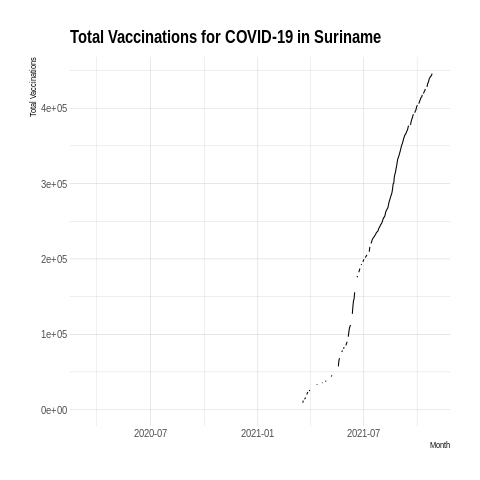 Total Vaccinations for COVID-19 in Suriname
Total Vaccinations
4e+05
3e+05
2e+05
1e+05
0e+00
2020-07
2021-01
2021-07
Month